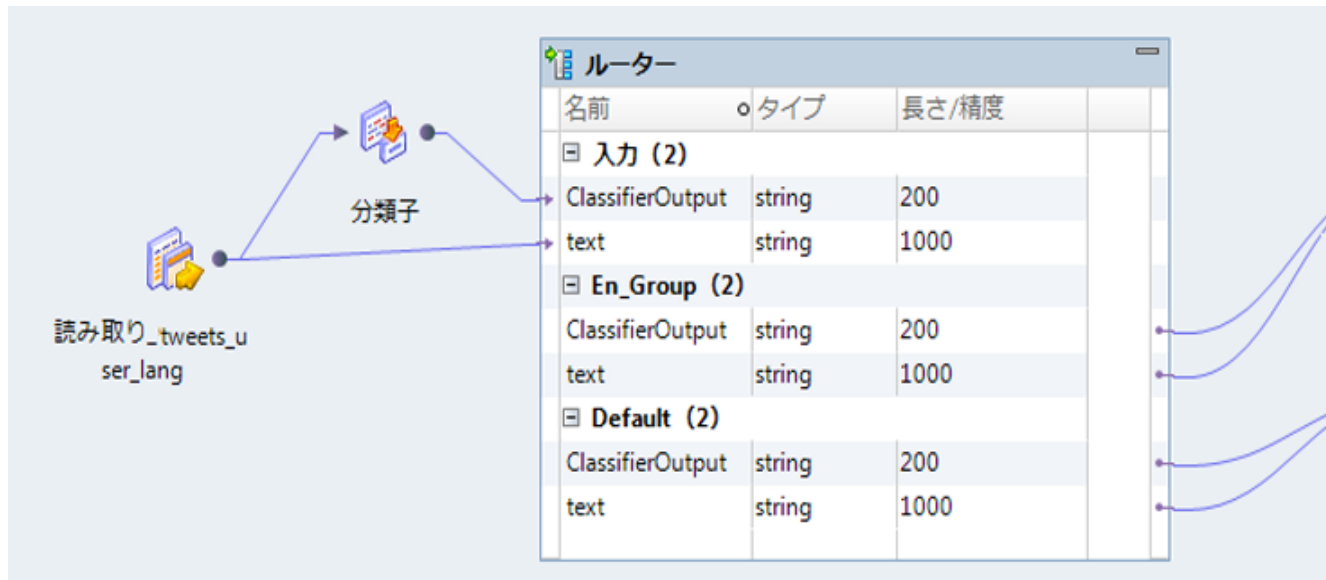 ルーター
名前 タイプ 長さ/精度
入力 (2)
ClassifierOutput string 200
text string 1000
En_Group (2)
ClassifierOutput string 200
text string 1000
Default (2)
ClassifierOutput string 200
text string 1000
分類子
読み取り_tweets_u
ser_lang